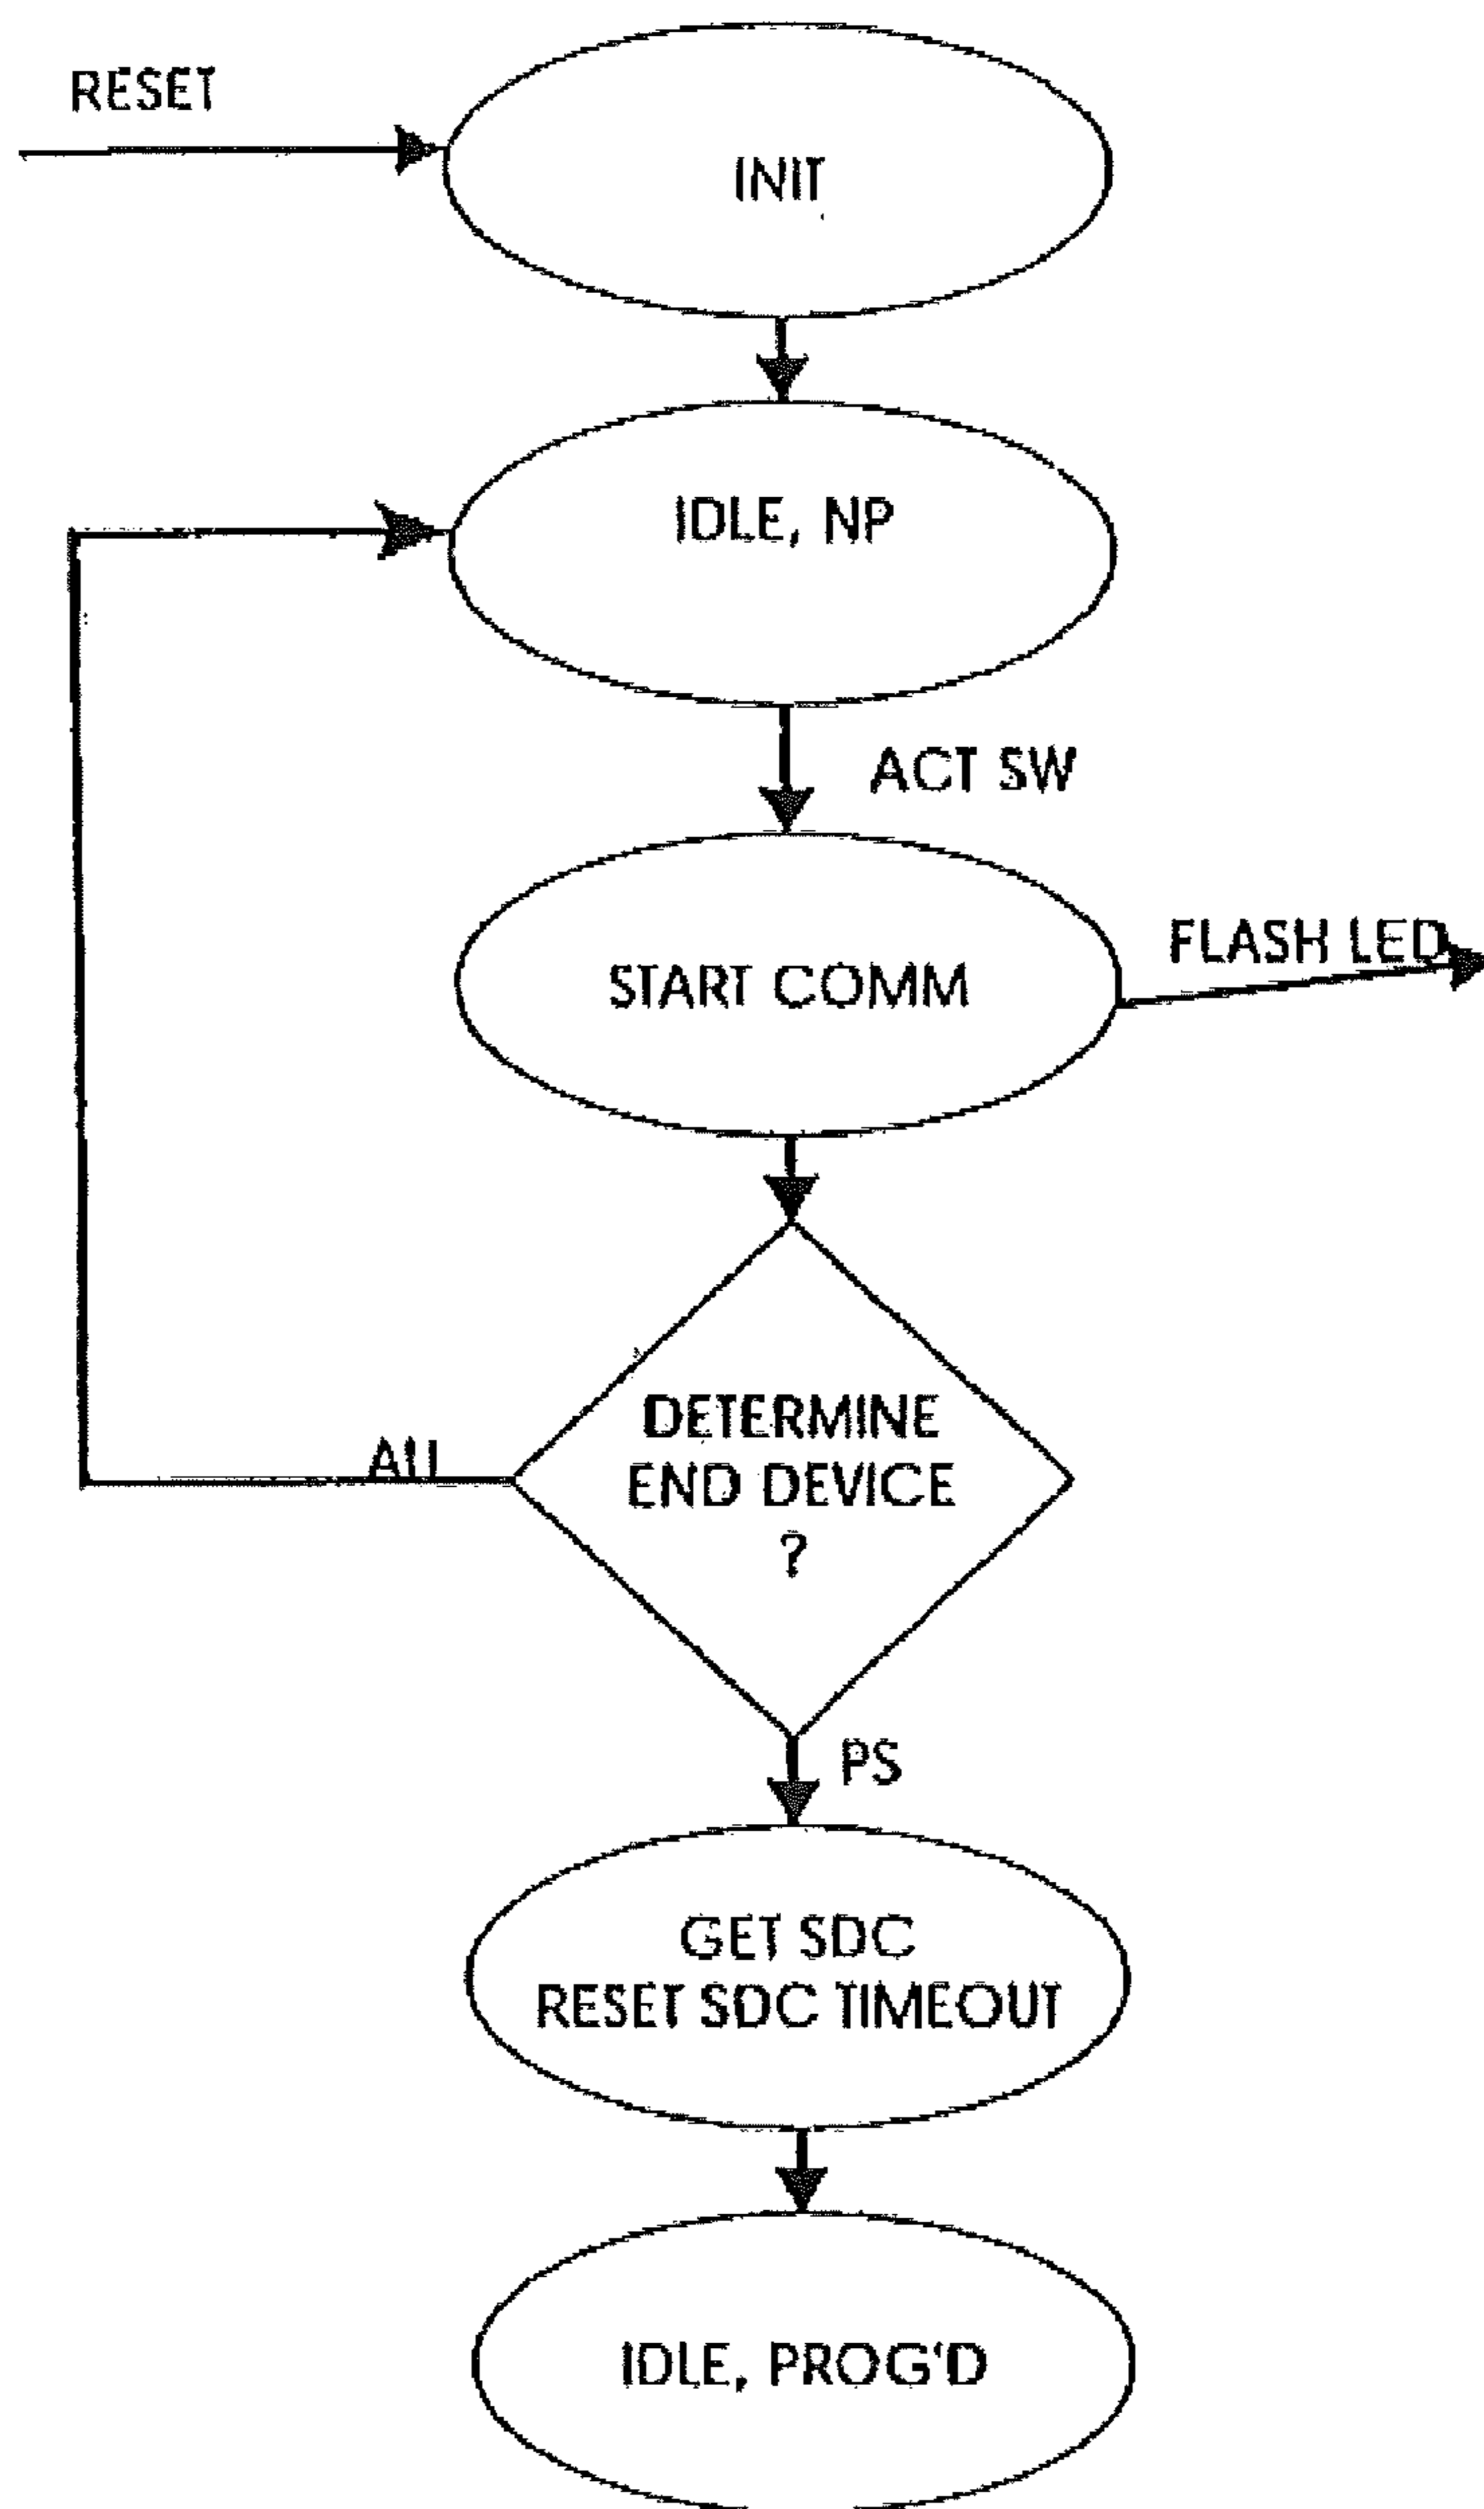 RESET
INIT
IDLE, NP
ACT SW
FLASH LED
START COMM
DETERMINE
END DEVICE
?
PS
GET SDC
RESET SDC TIMEOUT
IDLE, PROG'D